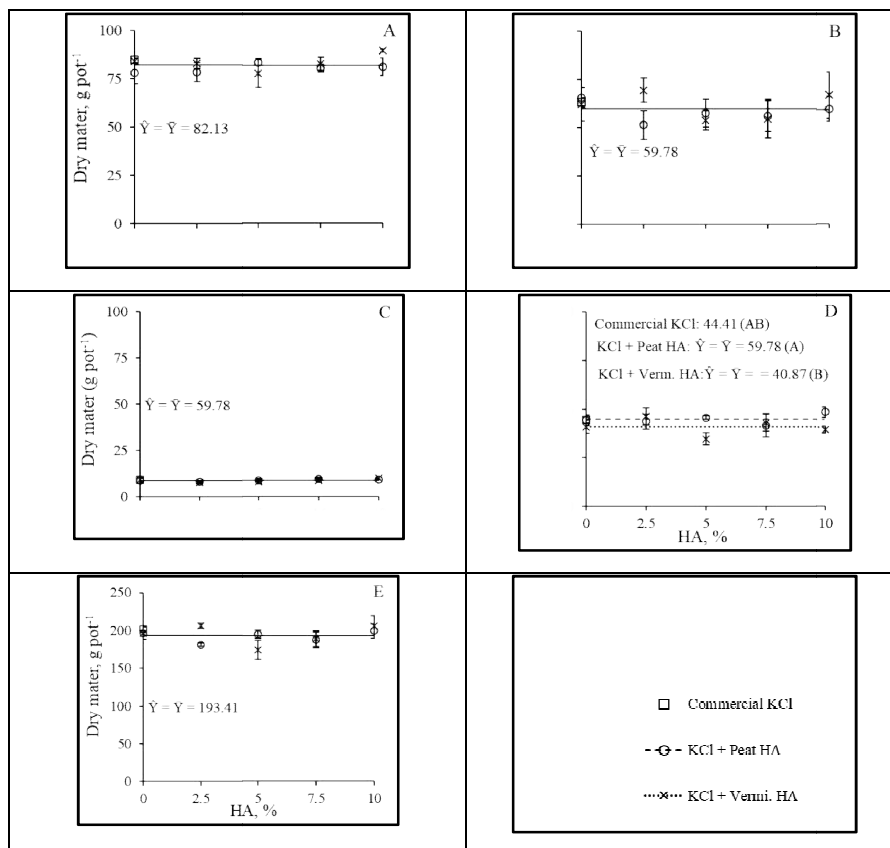 A
100
75
50
25
0
Dry mater, g pot⁻¹
Ŷ = Ȳ = 82.13
B
Ŷ = Ȳ = 59.78
C
100
75
50
25
0
Dry mater (g pot⁻¹)
Ŷ = Ȳ = 59.78
D
Commercial KCl: 44.41 (AB)
KCl + Peat HA: Ŷ = Ȳ = 59.78 (A)
KCl + Verm. HA:Ŷ = Ȳ = = 40.87 (B)
0 2.5 5 7.5 10
HA, %
E
250
200
150
100
50
0
Dry mater, g pot⁻¹
Ŷ = Ȳ = 193.41
0 2.5 5 7.5 10
HA, %
Commercial KCl
KCl + Peat HA
KCl + Vermi. HA